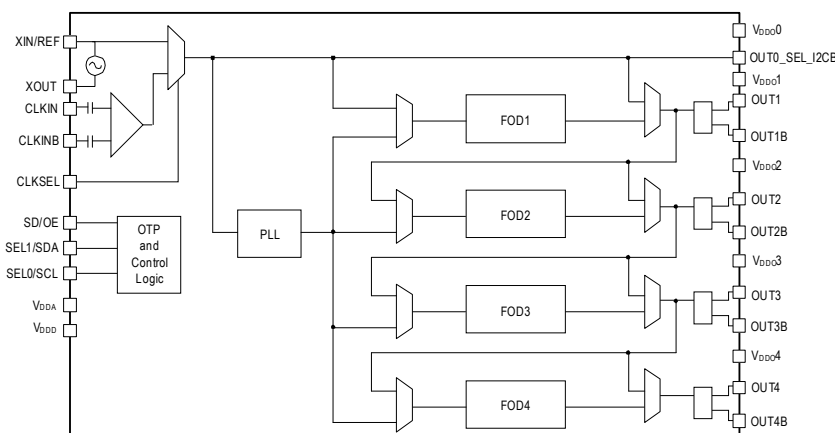 XIN/REF
XOUT
CLKIN
CLKINB
CLKSEL
SD/OE
SEL1/SDA
SEL0/SCL
VDDA
VDDD
OTP
and
Control
Logic
PLL
FOD1
FOD2
FOD3
FOD4
VDDO0
OUT0_SEL_I2CB
VDDO1
OUT1
OUT1B
VDDO2
OUT2
OUT2B
VDDO3
OUT3
OUT3B
VDDO4
OUT4
OUT4B